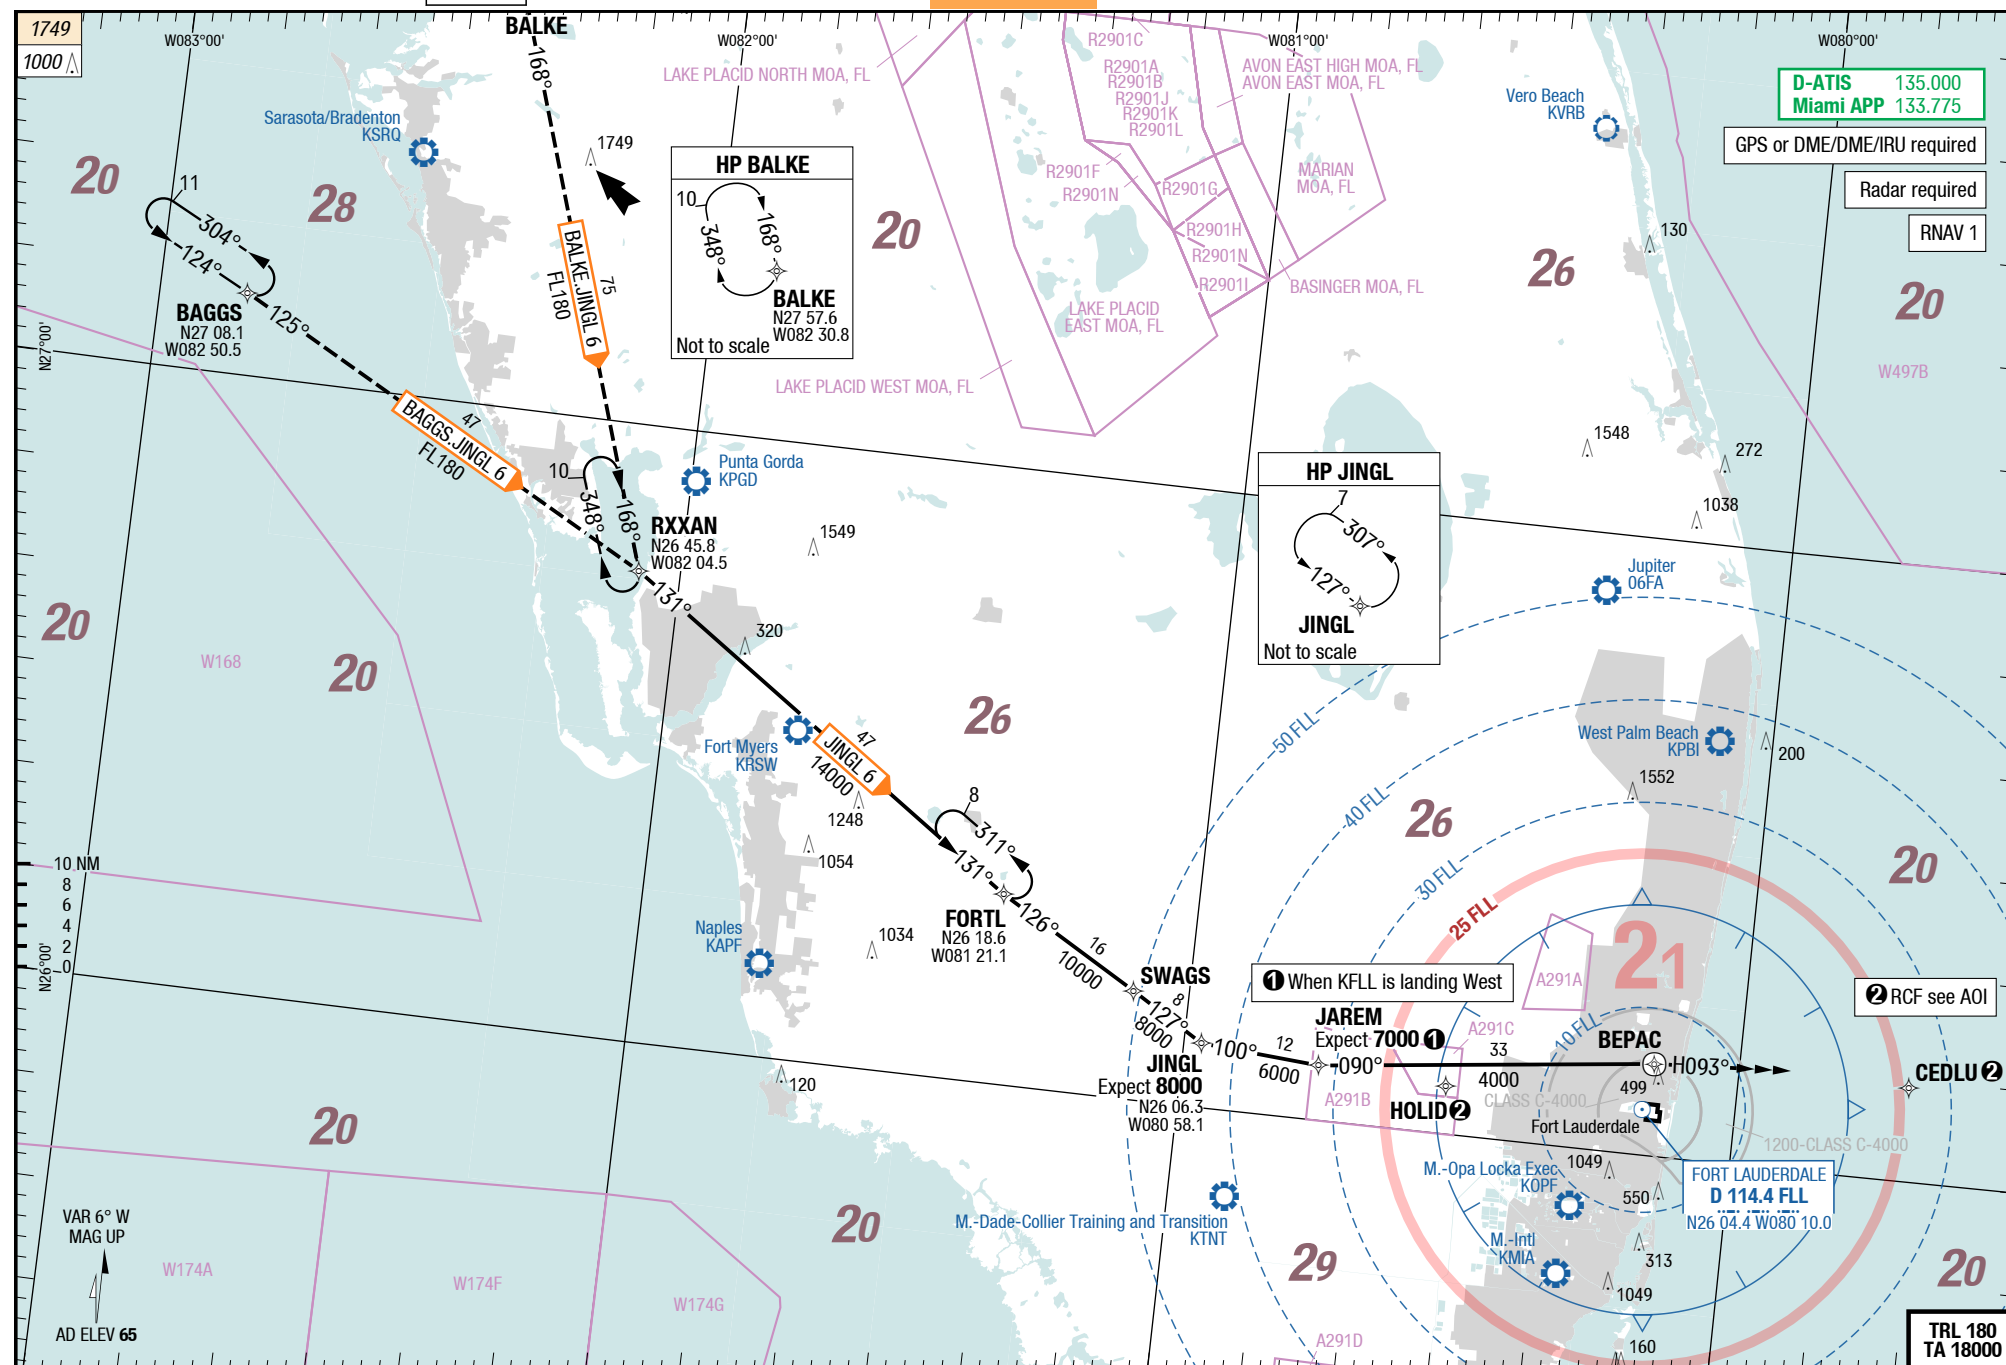 1749
1000
W083°00'
BALKE
W082°00'
W081°00'
W080°00'
168°
LAKE PLACID NORTH MOA, FL
R2901C
R2901A
R2901B
R2901J
R2901K
R2901L
AVON EAST HIGH MOA, FL
AVON EAST MOA, FL
D-ATIS 135.000
Miami APP 133.775
GPS or DME/DME/IRU required
Radar required
RNAV 1
Vero Beach
KVRB
Sarasota/Bradenton
KSRQ
1749
20
28
20
26
20
HP BALKE
10
168°
348°
BALKE
N27 57.6
W082 30.8
Not to scale
R2901F
R2901N
R2901G
R2901H
R2901N
R2901I
MARIAN
MOA, FL
BASINGER MOA, FL
LAKE PLACID
EAST MOA, FL
LAKE PLACID WEST MOA, FL
130
W497B
11
304°
124°
BAGGS
N27 08.1
W082 50.5
125°
N27°00'
BALKE.JINGL 6
75
FL180
BAGGS.JINGL 6
47
FL180
10
348°
168°
Punta Gorda
KPGD
RXXAN
N26 45.8
W082 04.5
131°
1549
1548
272
1038
HP JINGL
7
307°
127°
JINGL
Not to scale
Jupiter
06FA
20
W168
20
320
26
Fort Myers
KRSW
JINGL 6
47
14000
1248
1054
8
311°
131°
FORTL
N26 18.6
W081 21.1
126°
16
10000
50 FLL
40 FLL
30 FLL
25 FLL
10 FLL
West Palm Beach
KPBI
200
1552
26
20
10 NM
8
6
4
2
0
N26°00'
Naples
KAPF
1034
SWAGS
8
127°
8000
JINGL
Expect 8000
N26 06.3
W080 58.1
100°
12
6000
1 When KFLL is landing West
JAREM
Expect 7000 1
090°
A291A
A291C
A291B
33
4000
HOLID 2
21
BEPAC
H093°
499
2 RCF see AOI
CEDLU 2
CLASS C-4000
Fort Lauderdale
1200-CLASS C-4000
120
20
FORT LAUDERDALE
D 114.4 FLL
N26 04.4 W080 10.0
M.-Opa Locka Exec
KOPF
1049
550
M.-Dade-Collier Training and Transition
KTNT
M.-Intl
KMIA
313
1049
20
29
20
A291D
160
VAR 6° W
MAG UP
AD ELEV 65
W174A
W174F
W174G
TRL 180
TA 18000